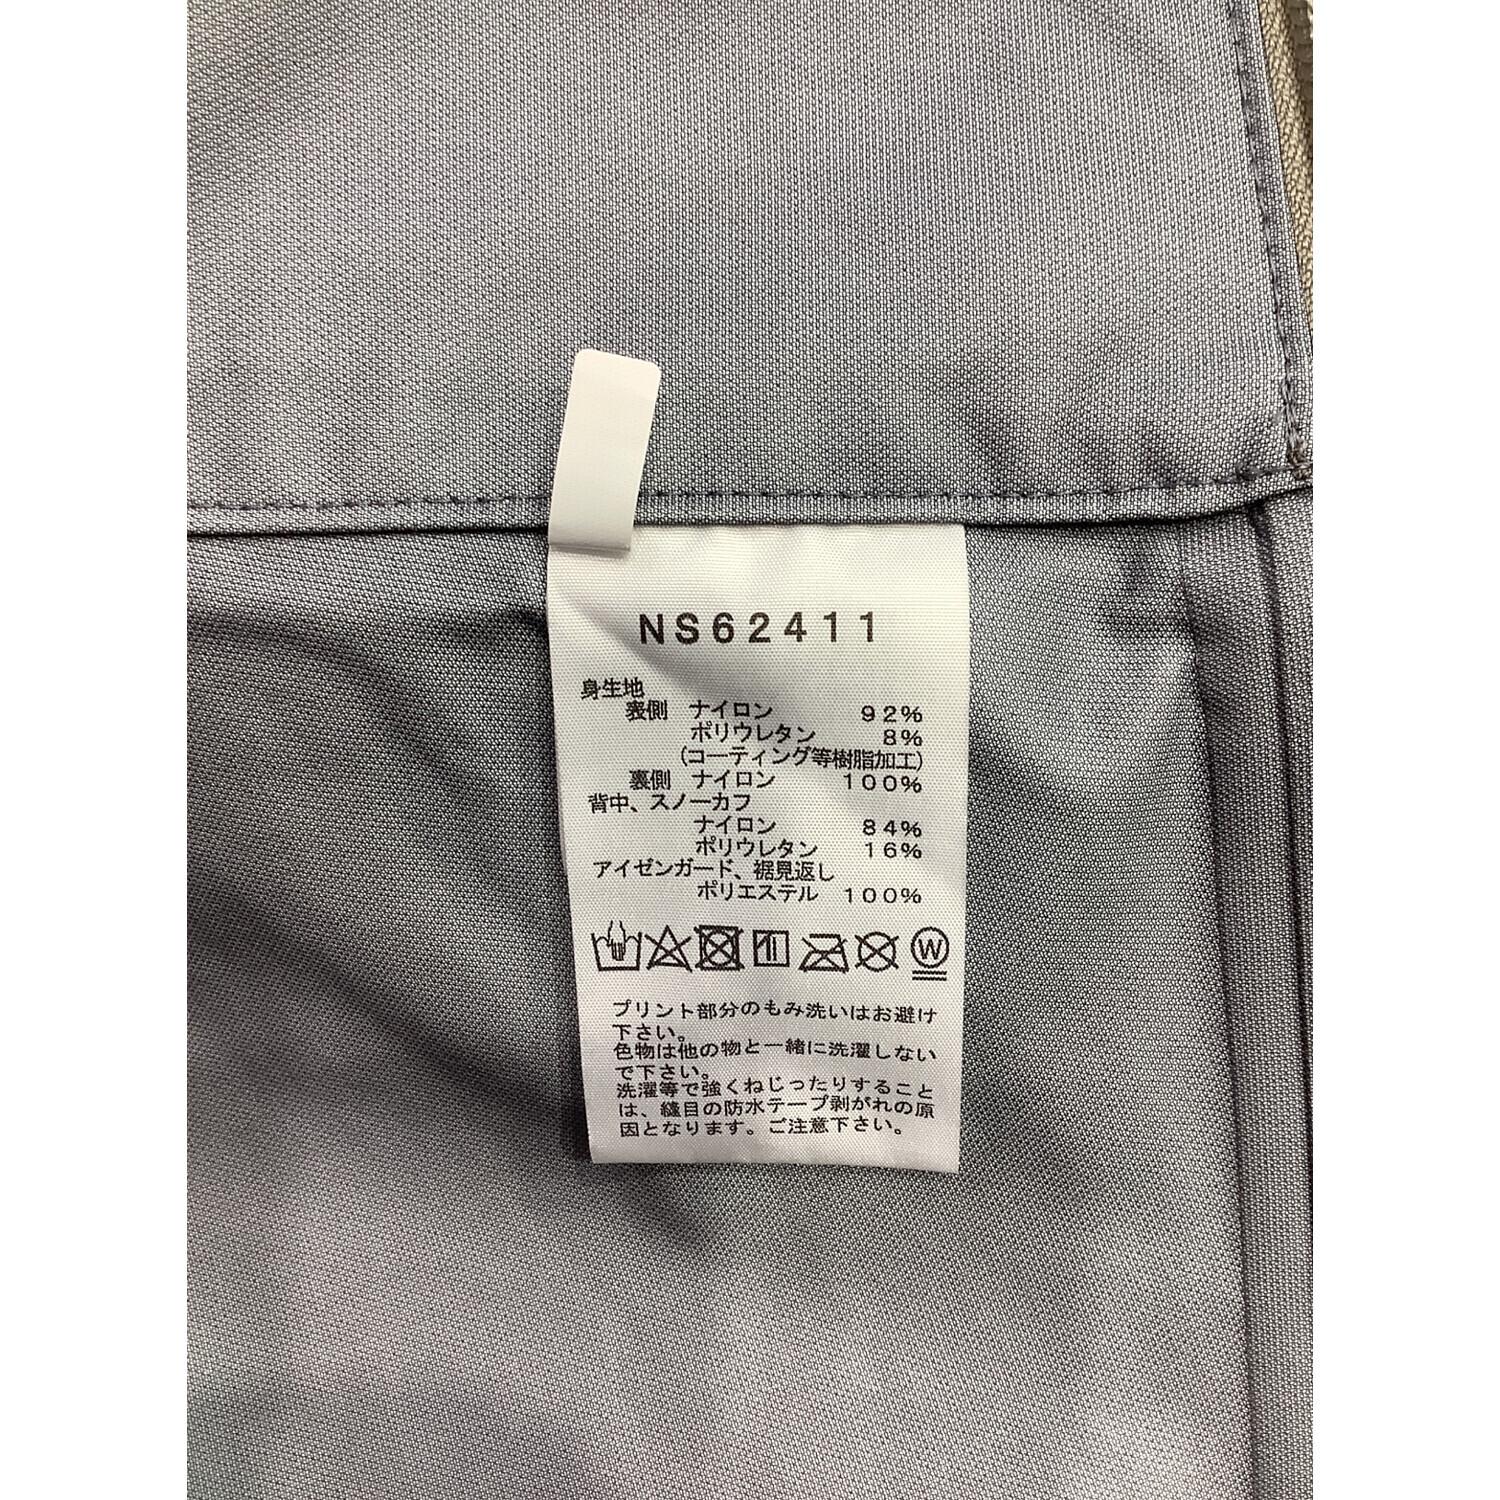 NS62411
身生地
表側 ナイロン 92%
ポリウレタン 8%
(コーティング等樹脂加工)
裏側 ナイロン 100%
背中、スノーカフ
ナイロン 84%
ポリウレタン 16%
アイゼンガード、裾見返し
ポリエステル 100%
W
プリント部分のもみ洗いはお避け
下さい。
色物は他の物と一緒に洗濯しない
で下さい。
洗濯等で強くねじったりすること
は、縫目の防水テープ剥がれの原
因となります。ご注意下さい。